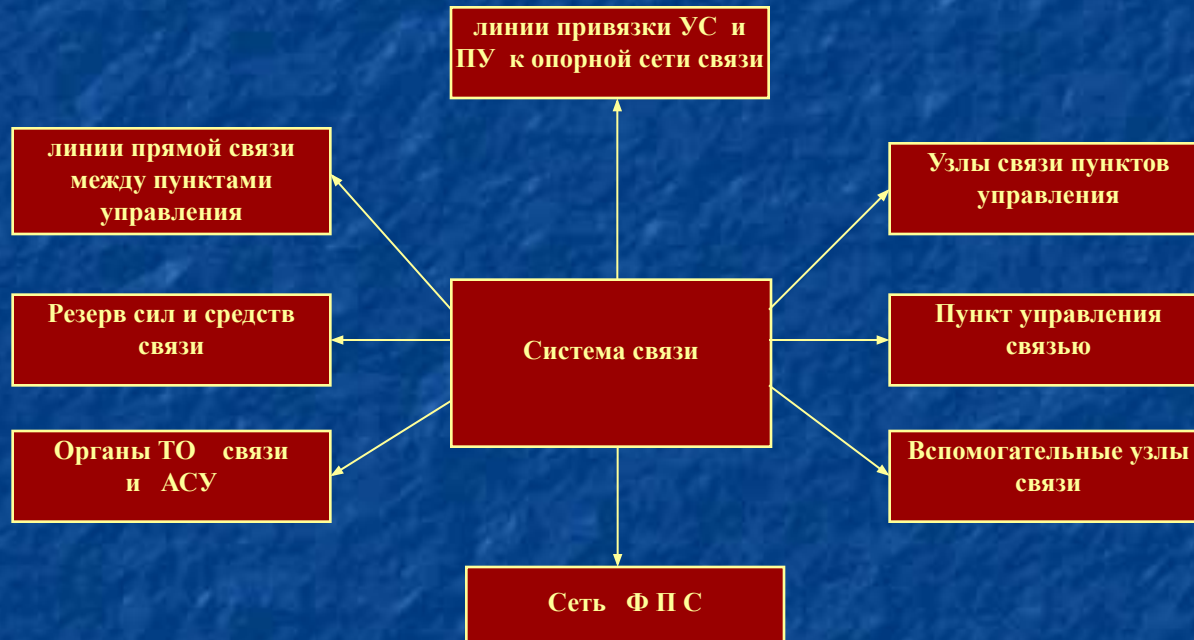 линии привязки УС и
ПУ к опорной сети связи
линии прямой связи
между пунктами
управления
Узлы связи пунктов
управления
Резерв сил и средств
связи
Система связи
Пункт управления
связью
Органы ТО связи
и АСУ
Вспомогательные узлы
связи
Сеть Ф П С